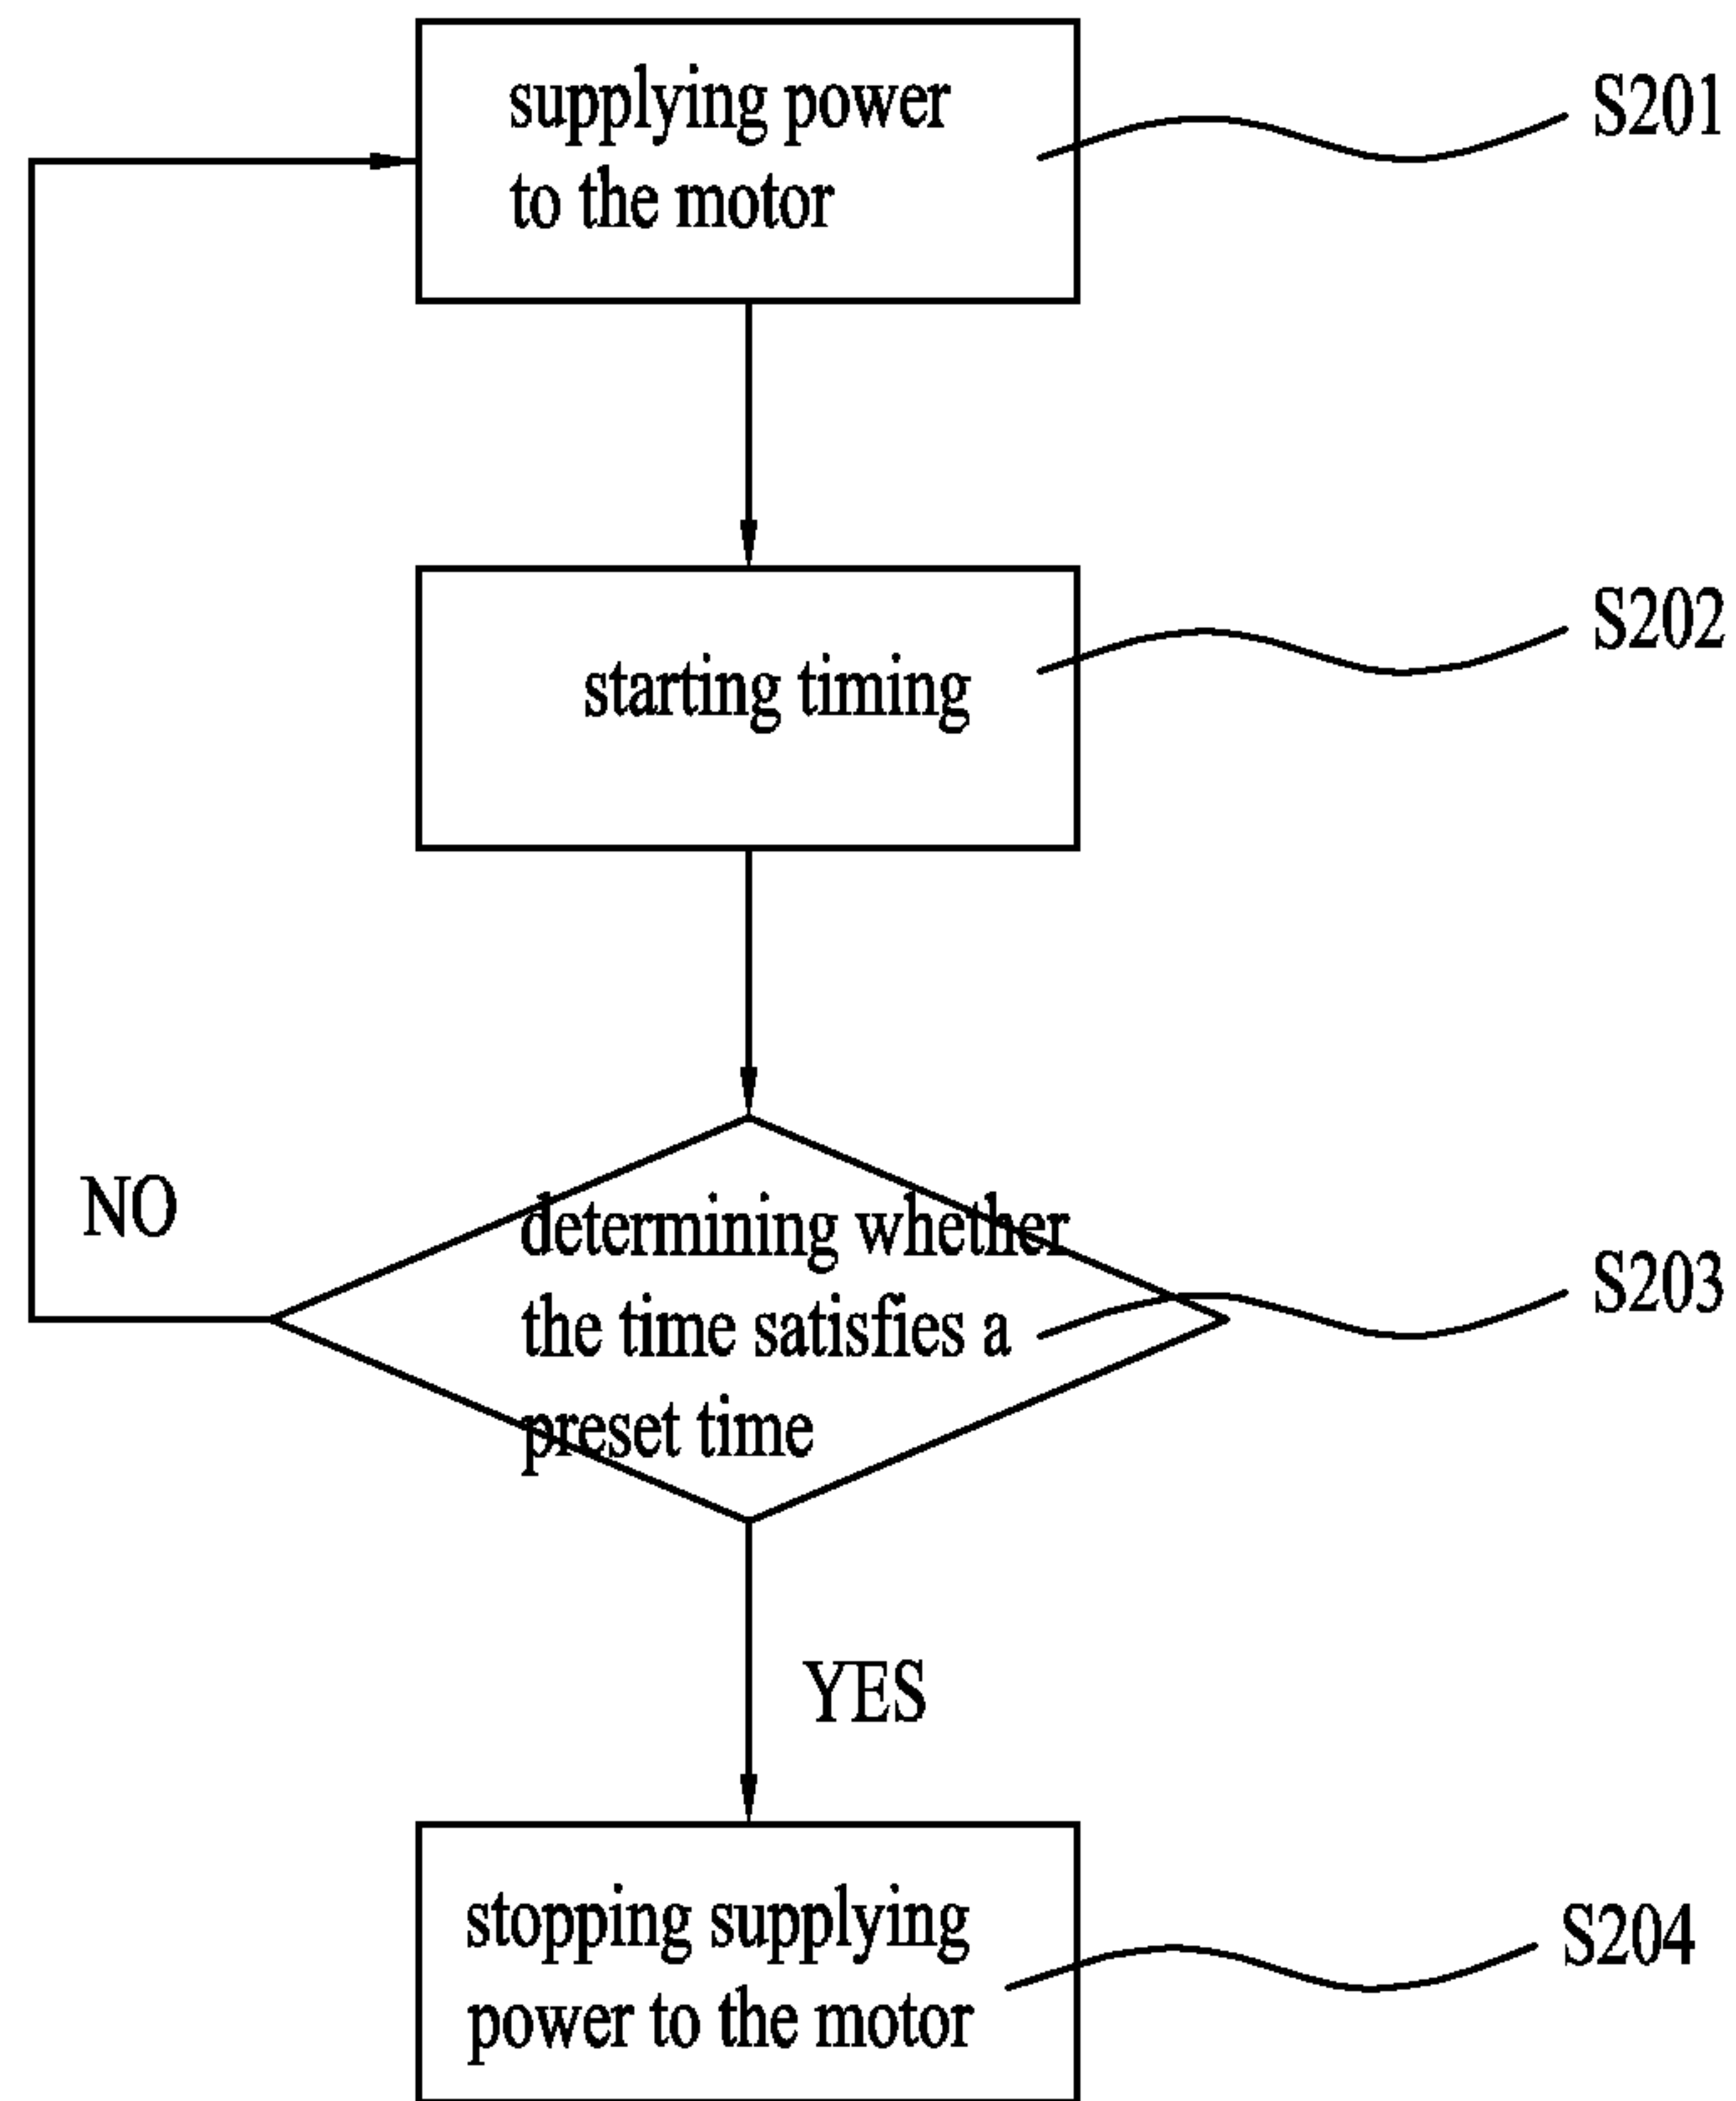 supplying power
to the motor
S201
starting timing
S202
NO
determining whether
the time satisfies a
preset time
S203
YES
stopping supplying
power to the motor
S204